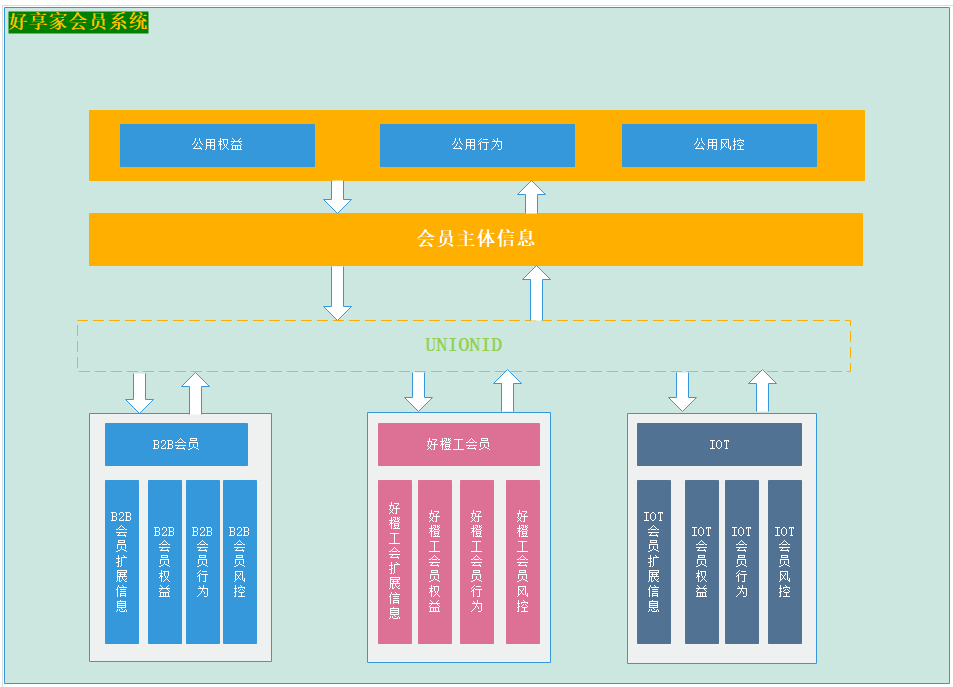 好享家会员系统
公用权益
公用行为
公用风控
会员主体信息
UNIONID
B2B会员
B2B会员扩展信息
B2B会员权益
B2B会员行为
B2B会员风控
好橙工会员
好橙工会扩展信息
好橙工会员权益
好橙工会员行为
好橙工会员风控
IOT
IOT会员扩展信息
IOT会员权益
IOT会员行为
IOT会员风控